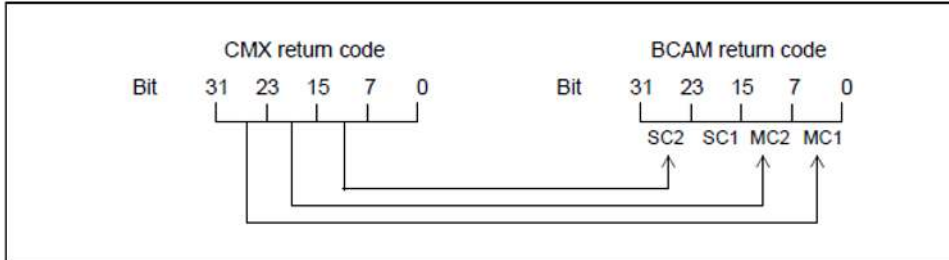 CMX return code BCAM return code
Bit 31 23 15 7 0 Bit 31 23 15 7 0
SC2 SC1 MC2 MC1